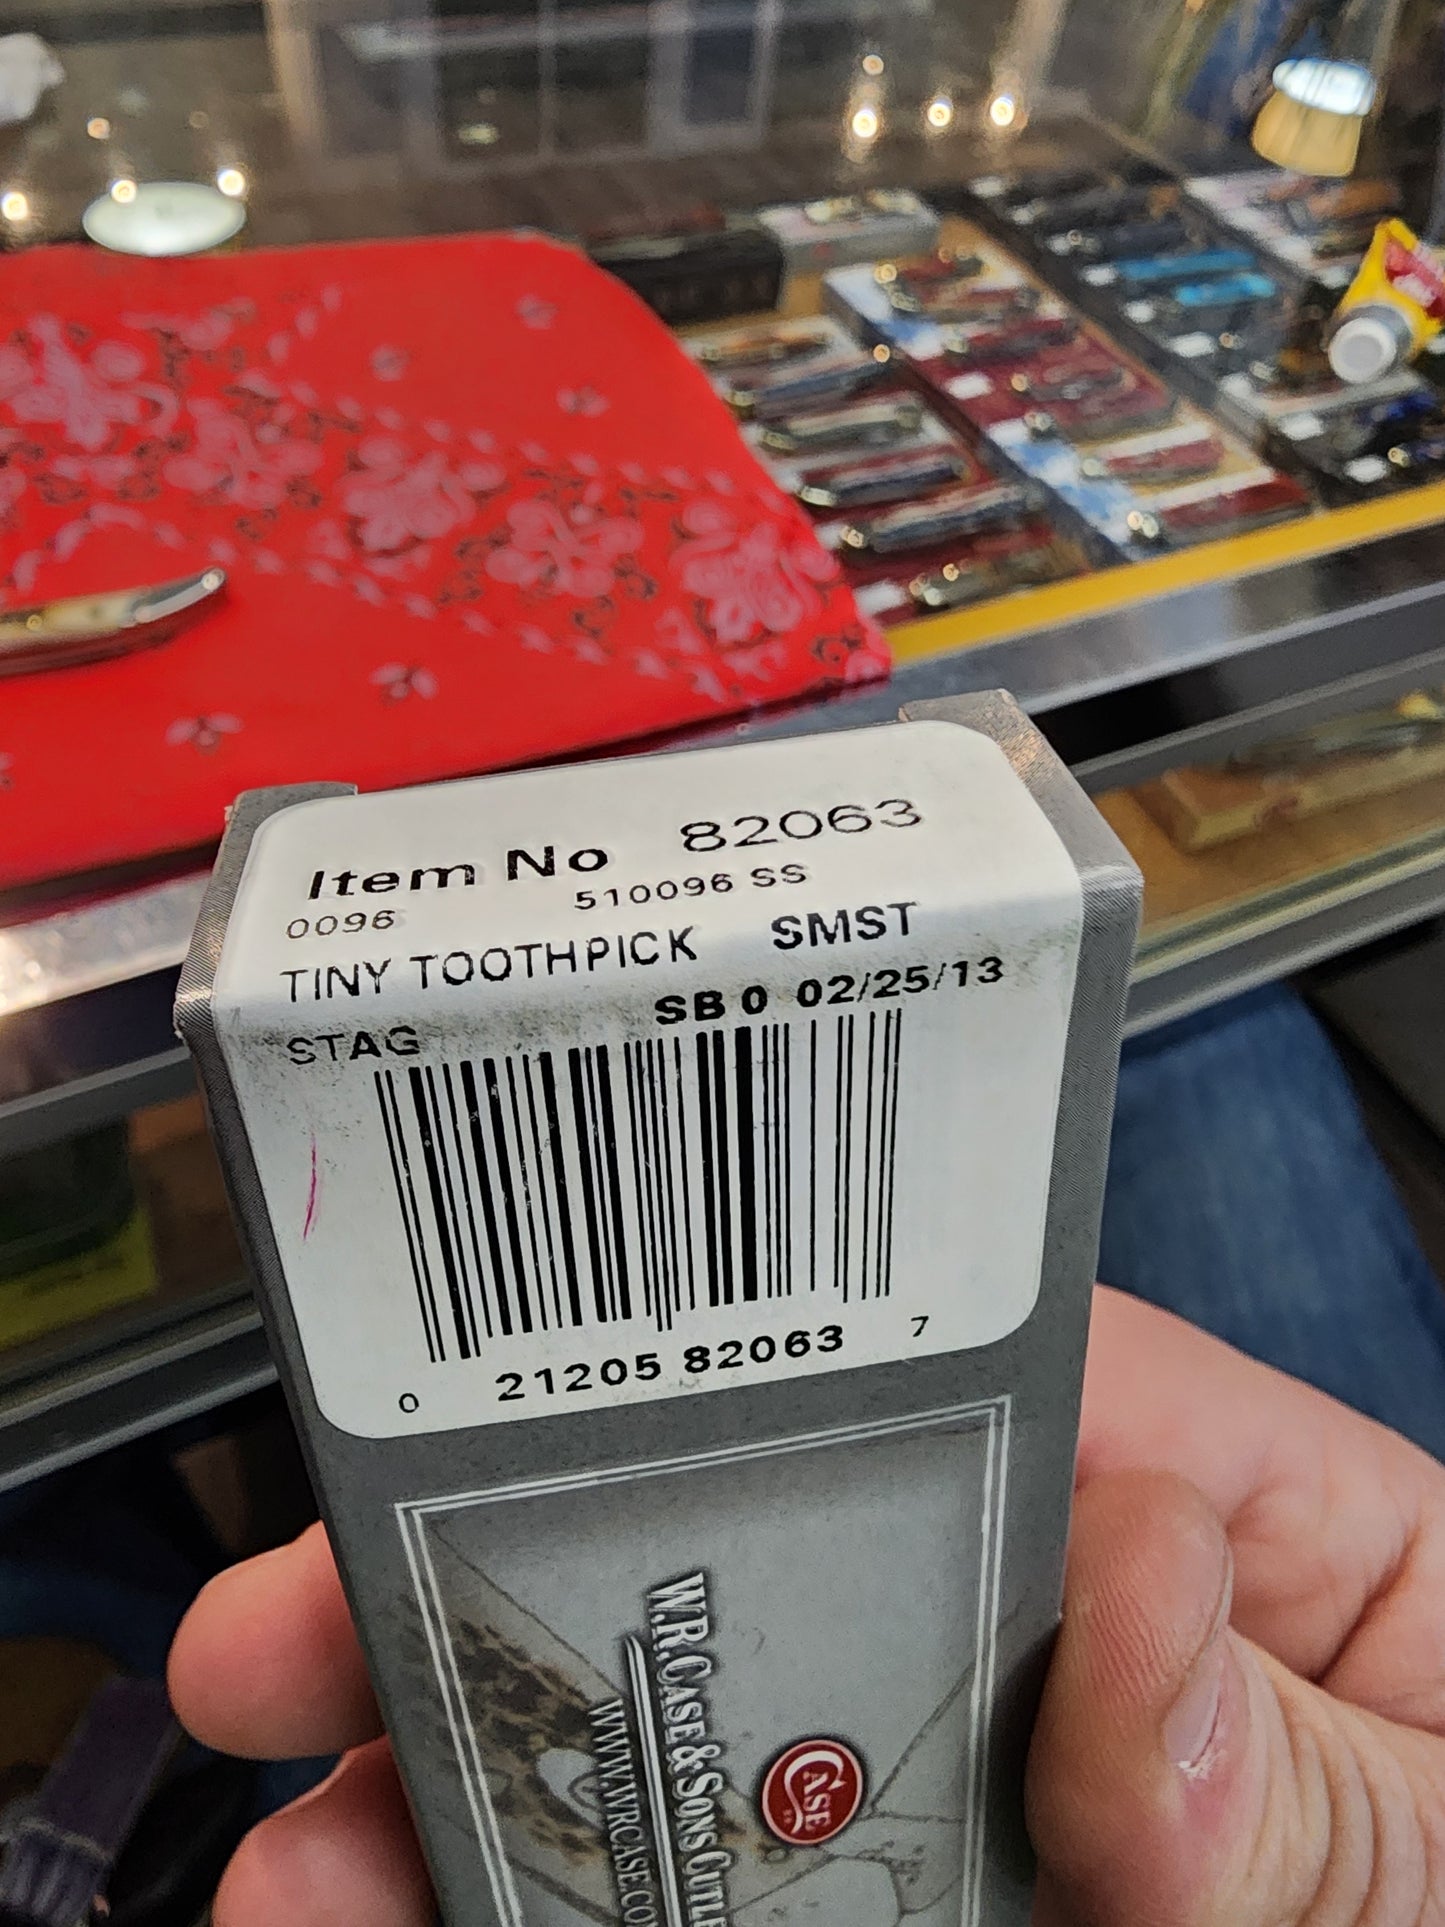 Item No 82063
0096 510096 SS
TINY TOOTHPICK SMST
SB 0 02/25/13
STAG
0 21205 82063 7
W.R. CASE & SONS
WWW.WRCASE.CO
CASE